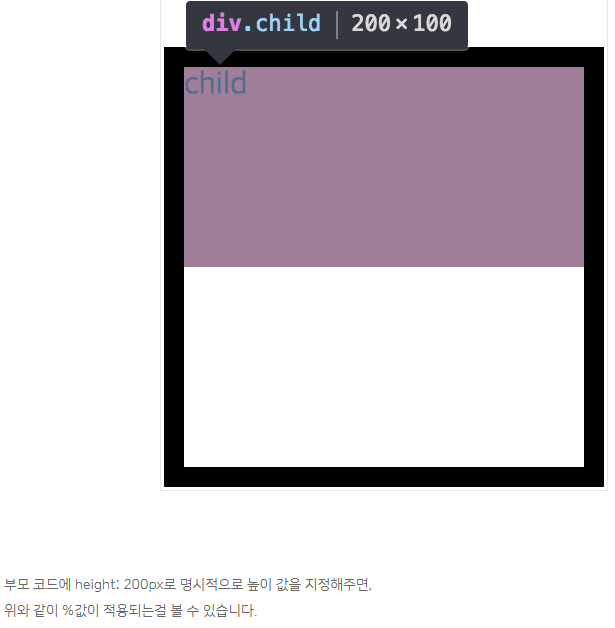 div.child 200×100
child
부모 코드에 height: 200px로 명시적으로 높이 값을 지정해주면,
위와 같이 %값이 적용되는걸 볼 수 있습니다.